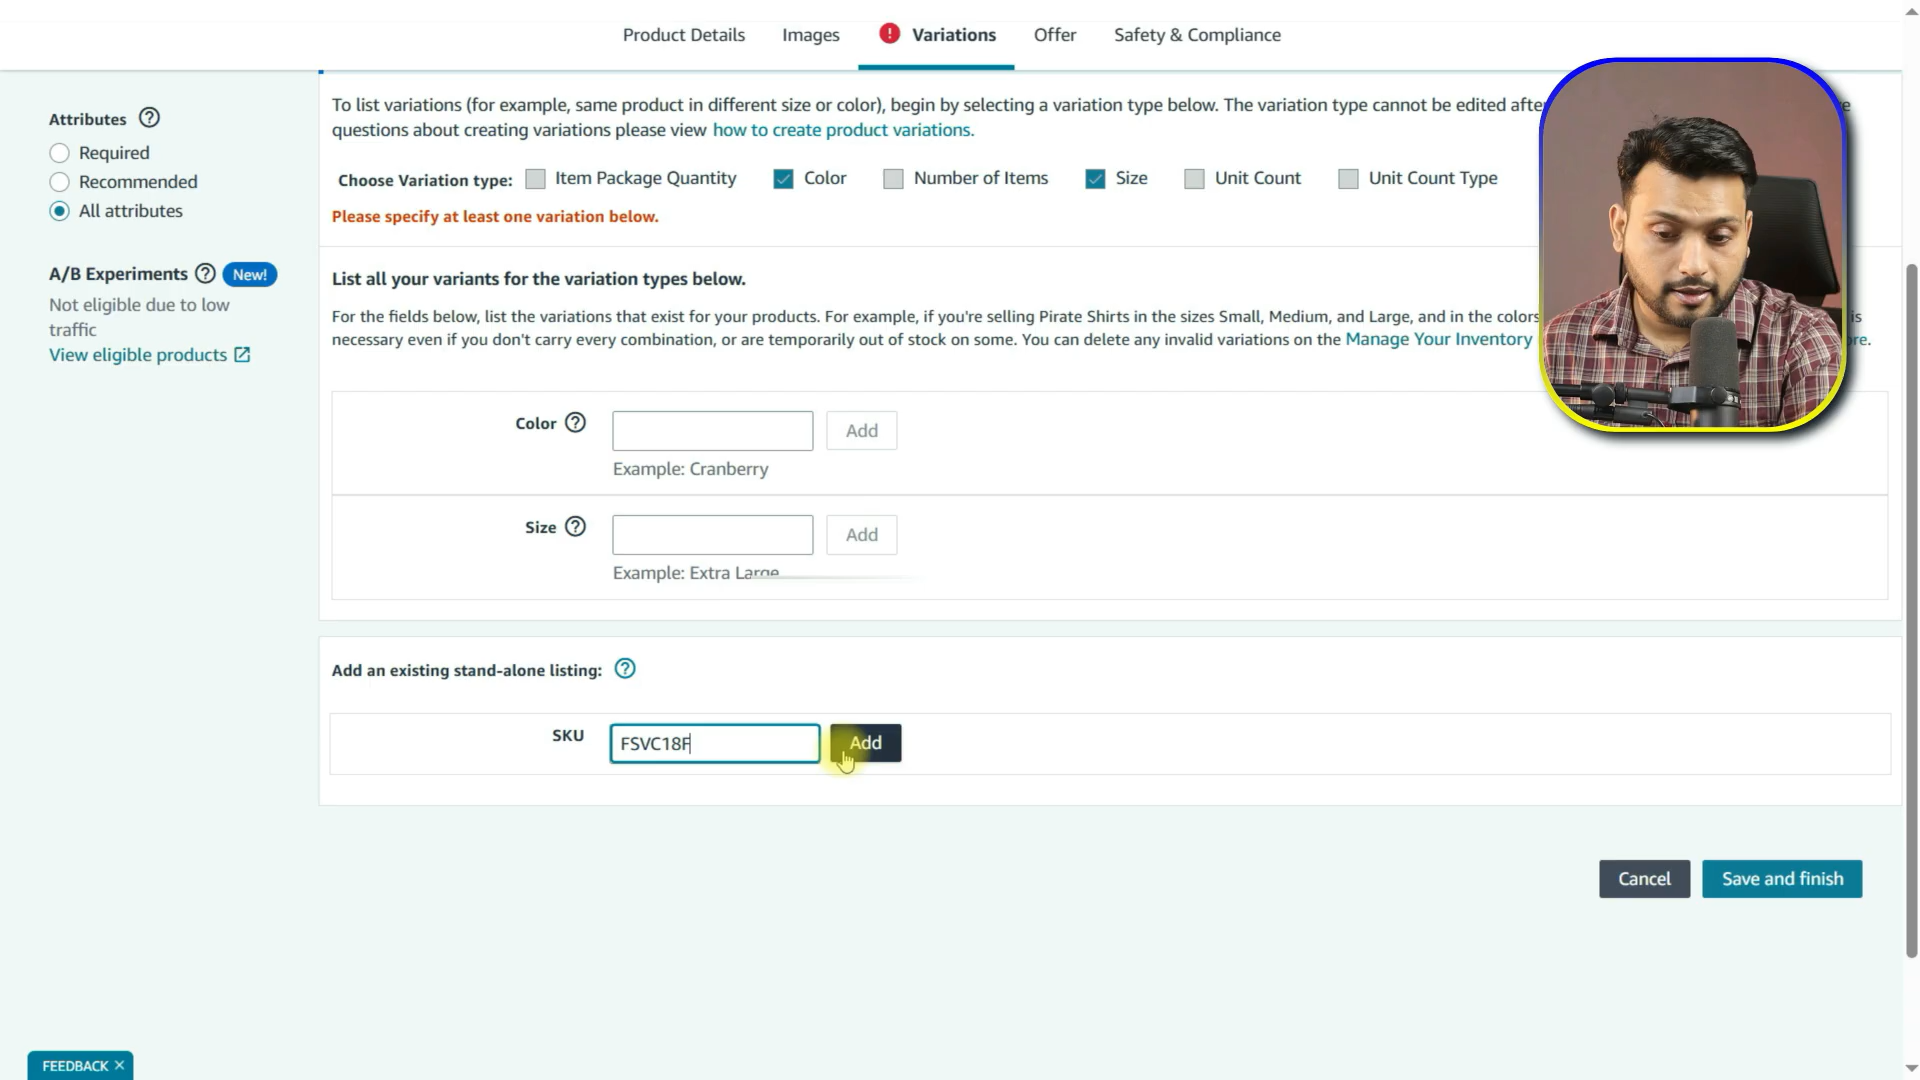 Product Details Images ! Variations Offer Safety & Compliance
Attributes ?
Required
Recommended
All attributes
A/B Experiments ? New!
Not eligible due to low
traffic
View eligible products
To list variations (for example, same product in different size or color), begin by selecting a variation type below. The variation type cannot be edited after
questions about creating variations please view how to create product variations.
Choose Variation type: Item Package Quantity Color Number of Items Size Unit Count Unit Count Type
Please specify at least one variation below.
List all your variants for the variation types below.
For the fields below, list the variations that exist for your products. For example, if you're selling Pirate Shirts in the sizes Small, Medium, and Large, and in the colors is
necessary even if you don't carry every combination, or are temporarily out of stock on some. You can delete any invalid variations on the Manage Your Inventory
Color ? Add
Example: Cranberry
Size ? Add
Example: Extra Large
Add an existing stand-alone listing: ?
SKU FSVC18F Add
Cancel Save and finish
FEEDBACK ×